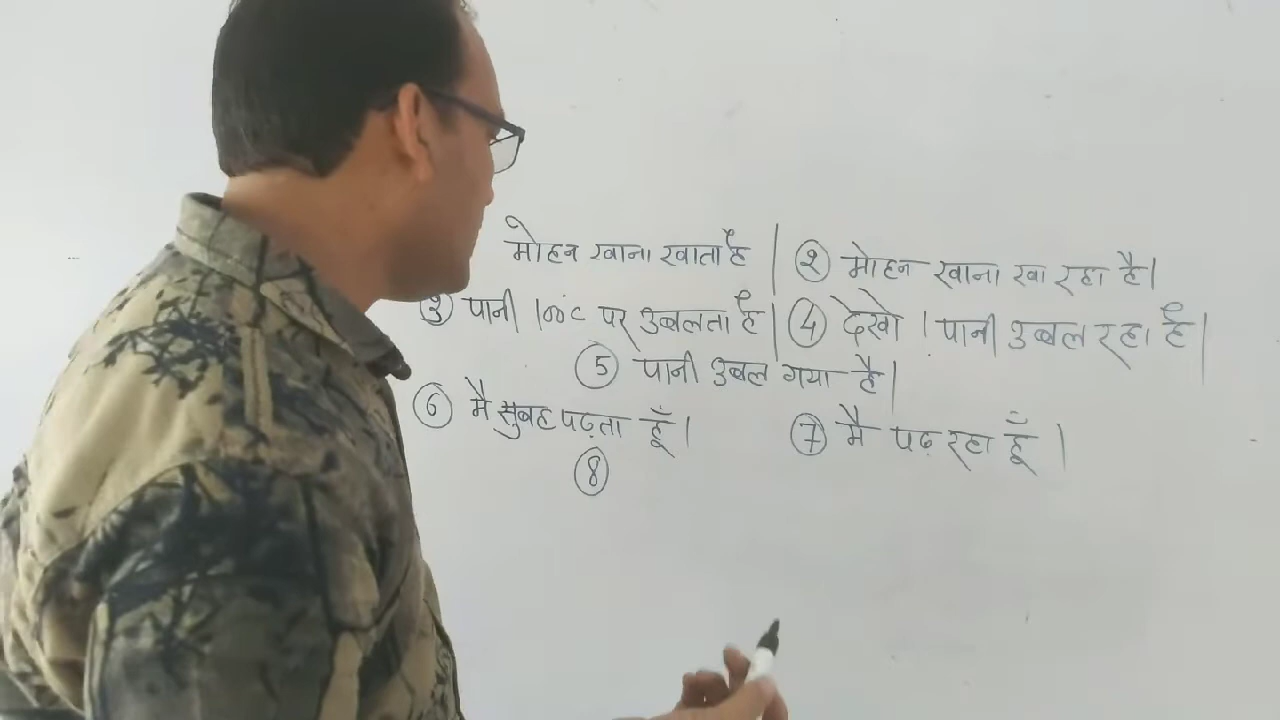 मोहन खाना खाता है | ② मोहन खाना खा रहा है।
③ पानी 100°c पर उबलता है | ④ देखो । पानी उबल रहा है।
⑤ पानी उबल गया है।
⑥ मै सुबह पढ़ता हूँ । ⑦ मै पढ़ रहा हूँ ।
⑧